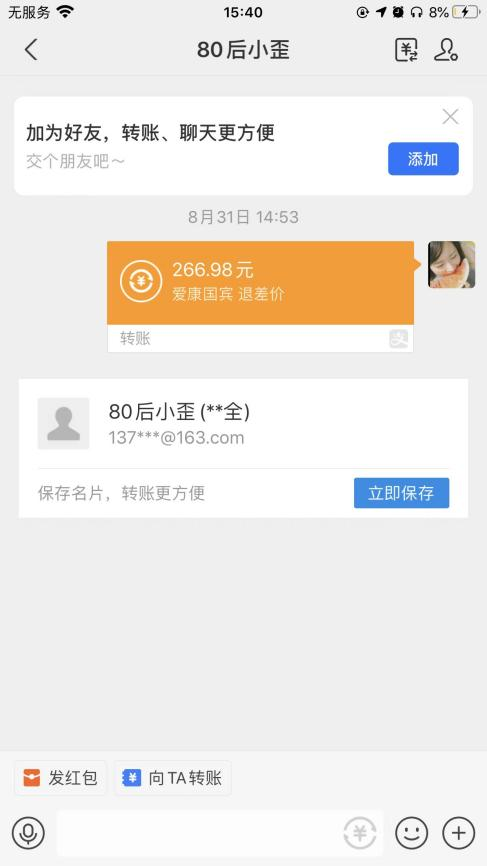 无服务 15:40 8%
80后小歪
加为好友，转账、聊天更方便
交个朋友吧～
添加
8月31日 14:53
266.98元
爱康国宾 退差价
转账
支
80后小歪 (**全)
137***@163.com
保存名片，转账更方便
立即保存
发红包
向TA转账